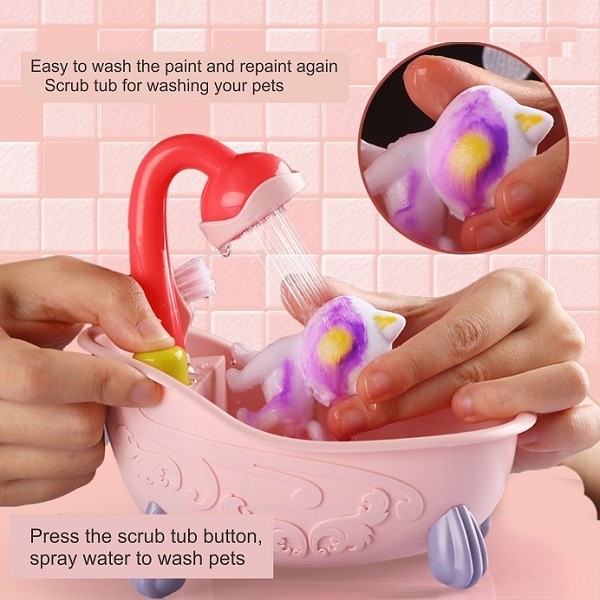 Easy to wash the paint and repaint again
Scrub tub for washing your pets
Press the scrub tub button,
spray water to wash pets